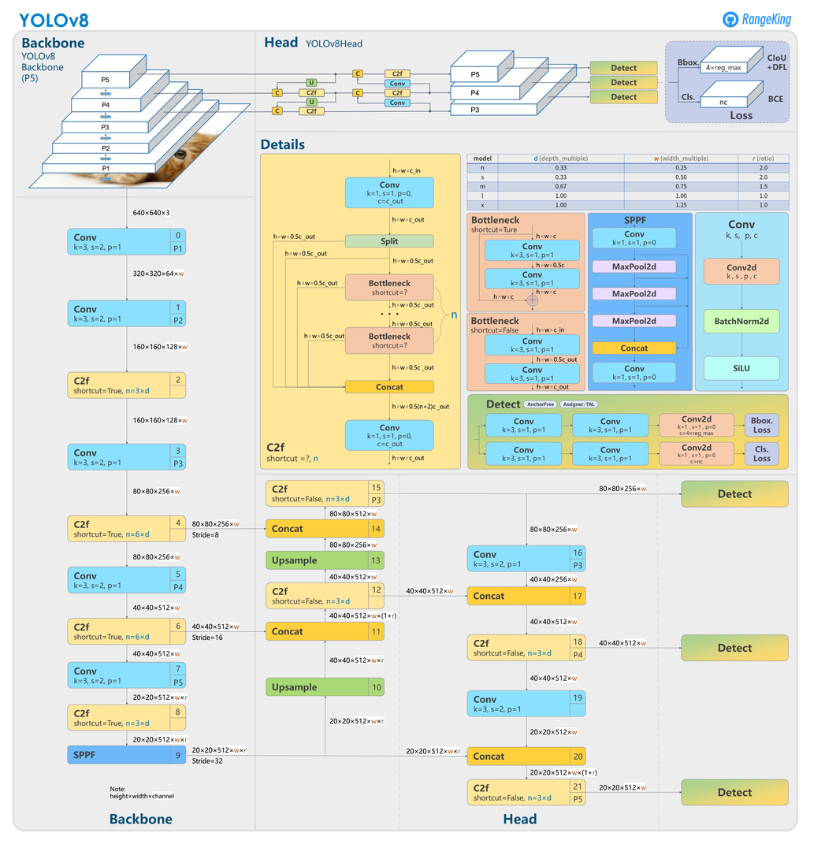 YOLOv8
RangeKing
Backbone
YOLOv8
Backbone
(P5)
P5
P4
P3
P2
P1
Head YOLOv8Head
C
C2f
U
Conv
C
C2f
C
C2f
U
Conv
C
C
C2f
P5
P4
P3
Detect
Detect
Detect
Bbox.
4×reg_max
CIoU
+DFL
Cls.
nc
BCE
Loss
Details
h=w=c_in
Conv
k=1, s=1, p=0,
c=c_out
h=w=c_out
Split
h=w=0.5c_out
h=w=0.5c_out
h=w=0.5c_out
h=w=0.5c_out
Bottleneck
shortcut=?
h=w=0.5c_out
• • •
h=w=0.5c_out
n
Bottleneck
shortcut=?
h=w=0.5c_out
Concat
h=w=0.5(n+2)c_out
Conv
k=1, s=1, p=0,
c=c_out
h=w=c_out
C2f
shortcut =?, n
model d (depth_multiple) w (width_multiple) r (ratio)
n 0.33 0.25 2.0
s 0.33 0.50 2.0
m 0.67 0.75 1.5
l 1.00 1.00 1.0
x 1.00 1.25 1.0
Bottleneck
shortcut=Ture
h=w=c
Conv
k=3, s=1, p=1
h=w=0.5c
Conv
k=3, s=1, p=1
h=w=c
h=w=c
+
Bottleneck
shortcut=False
h=w=c_in
Conv
k=3, s=1, p=1
h=w=0.5c_out
Conv
k=3, s=1, p=1
h=w=c_out
SPPF
Conv
k=1, s=1, p=0
MaxPool2d
MaxPool2d
MaxPool2d
Concat
Conv
k=1, s=1, p=0
Conv
k, s, p, c
Conv2d
k, s, p, c
BatchNorm2d
SiLU
Detect AnchorFree Assigner:TAL
Conv
k=3, s=1, p=1
Conv
k=3, s=1, p=1
Conv2d
k=1, s=1, p=0
c=4×reg_max
Bbox.
Loss
Conv
k=3, s=1, p=1
Conv
k=3, s=1, p=1
Conv2d
k=1, s=1, p=0
c=nc
Cls.
Loss
640×640×3
Conv 0
k=3, s=2, p=1 P1
320×320×64×w
Conv 1
k=3, s=2, p=1 P2
160×160×128×w
C2f 2
shortcut=True, n=3×d
160×160×128×w
Conv 3
k=3, s=2, p=1 P3
80×80×256×w
C2f 4
shortcut=True, n=6×d
80×80×512×w
Stride=8
80×80×256×w
Conv 5
k=3, s=2, p=1 P4
40×40×512×w
C2f 6
shortcut=True, n=6×d
40×40×512×w
Stride=16
40×40×512×w
Conv 7
k=3, s=2, p=1 P5
20×20×512×w×r
C2f 8
shortcut=True, n=3×d
20×20×512×w×r
SPPF 9
20×20×512×w×r
Stride=32
Note:
height×width×channel
Backbone
C2f 15
shortcut=False, n=3×d P3
80×80×512×w
Concat 14
80×80×512×w
Upsample 13
40×40×512×w
C2f 12
shortcut=False, n=3×d
40×40×512×w
40×40×512×w×(1+r)
Concat 11
40×40×512×w×r
Upsample 10
20×20×512×w×r
20×20×512×w×r
80×80×256×w
Detect
80×80×256×w
Conv 16
k=3, s=2, p=1 P3
40×40×256×w
Concat 17
40×40×512×w
C2f 18
shortcut=False, n=3×d P4
40×40×512×w
Detect
40×40×512×w
Conv 19
k=3, s=2, p=1
20×20×512×w
Concat 20
20×20×512×w×(1+r)
C2f 21
shortcut=False, n=3×d P5
20×20×512×w
Detect
Head